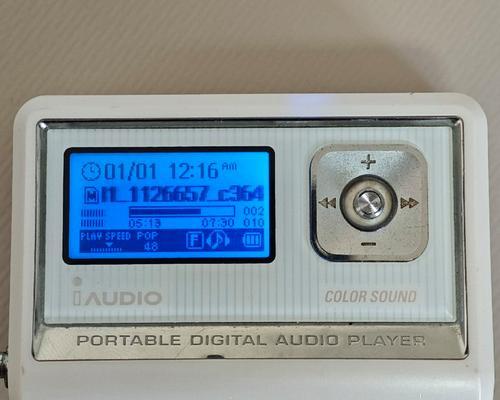 01/01 12:16 am
1_1126657_c364
002
05:13 07:30 010
PLAY SPEED POP
48 F
iAUDIO
COLOR SOUND
PORTABLE DIGITAL AUDIO PLAYER